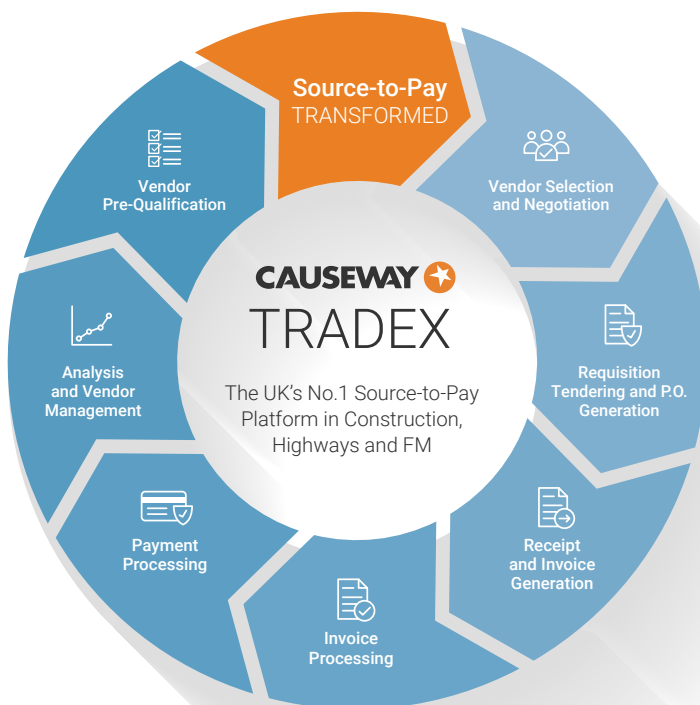 Source-to-Pay
TRANSFORMED
Vendor Selection
and Negotiation
Requisition
Tendering and P.O.
Generation
Receipt
and Invoice
Generation
Invoice
Processing
Payment
Processing
Analysis
and Vendor
Management
Vendor
Pre-Qualification
CAUSEWAY
TRADEX
The UK's No.1 Source-to-Pay
Platform in Construction,
Highways and FM